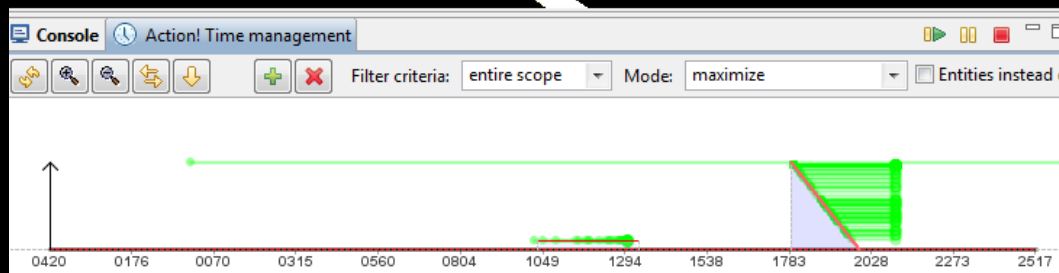 Console Action! Time management
Filter criteria: entire scope Mode: maximize Entities instead
0420 0176 0070 0315 0560 0804 1049 1294 1538 1783 2028 2273 2517